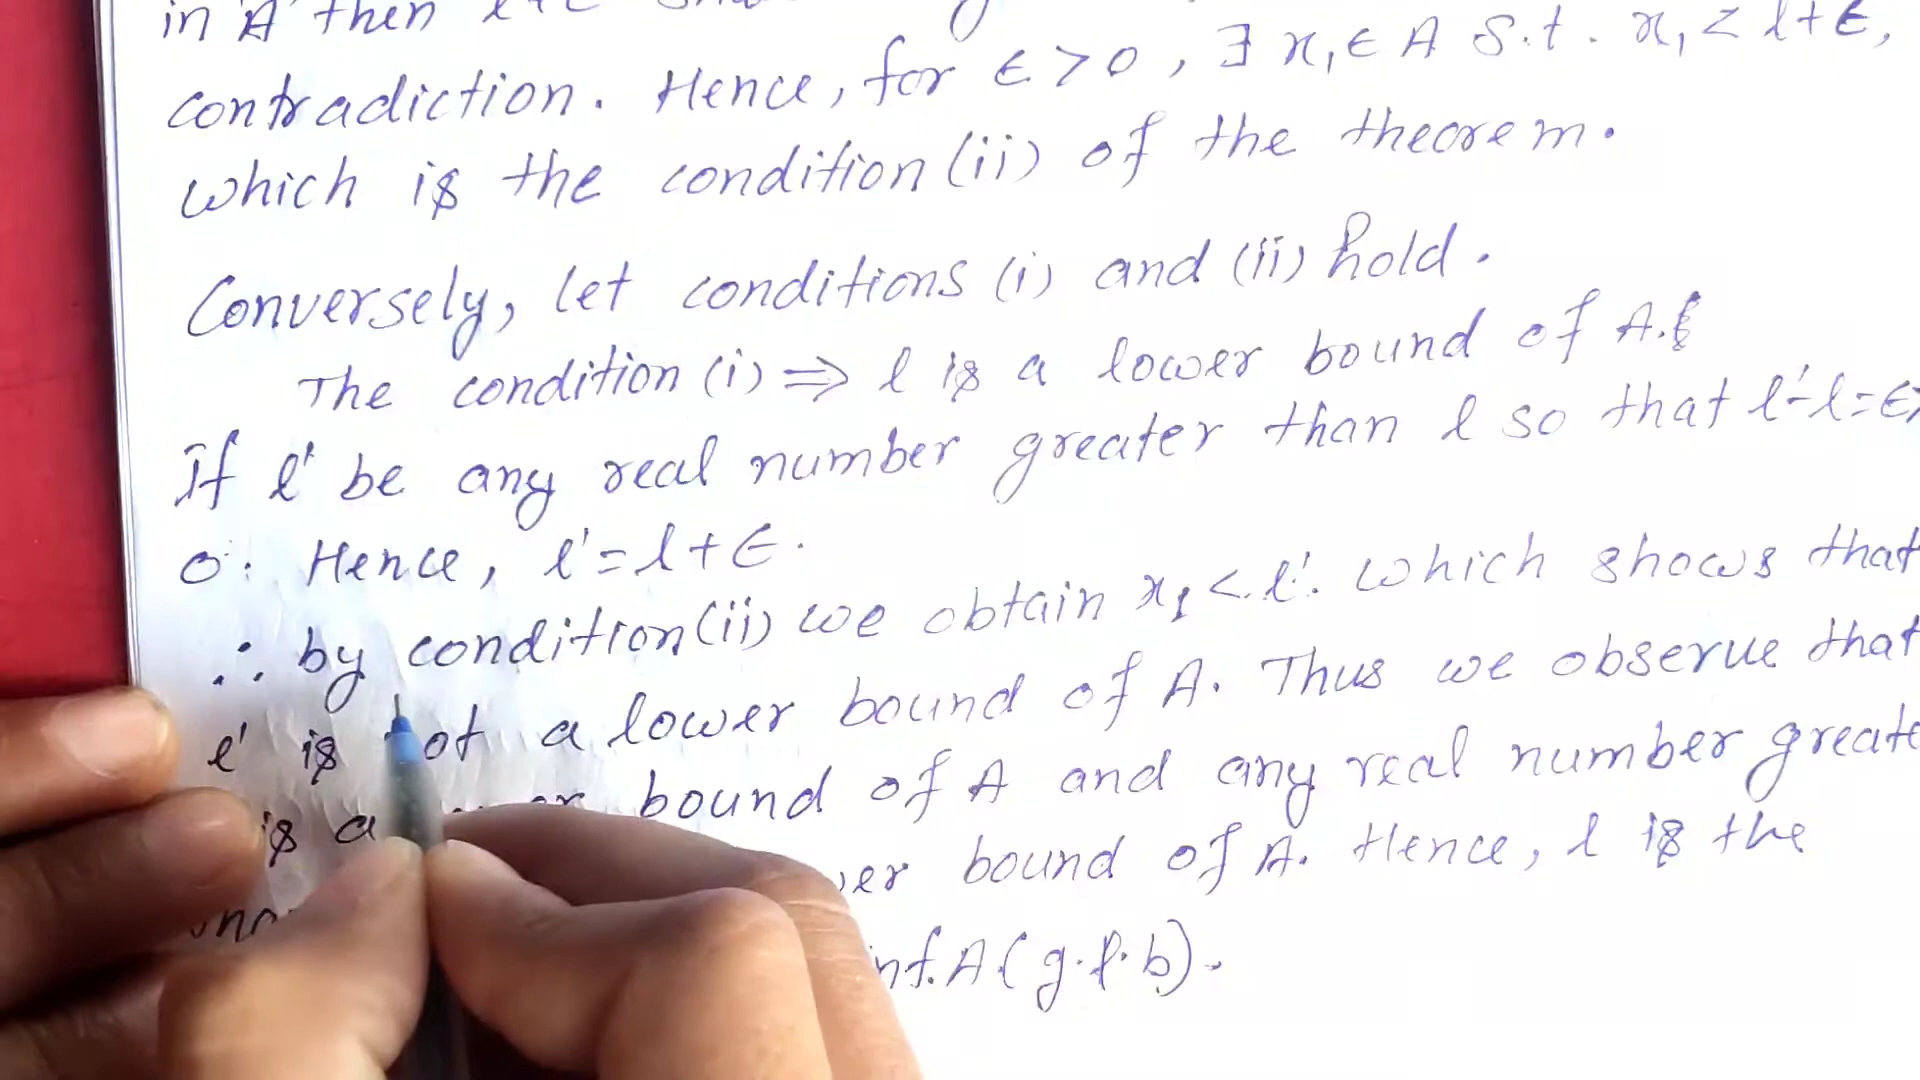 in A then
contradiction. Hence, for ϵ > 0, ∃ x₁ ∈ A s.t. x₁ < l+ϵ,
which is the condition (ii) of the theorem.
Conversely, let conditions (i) and (ii) hold.
The condition (i) ⇒ l is a lower bound of A.
If l' be any real number greater than l so that l'-l=ϵ>
0. Hence, l'=l+ϵ.
∴ by condition (ii) we obtain x₁ < l'. which shows that
l' is not a lower bound of A. Thus we observe that
is a bound of A and any real number greate
bound of A. Hence, l is the
inf. A (g.l.b).